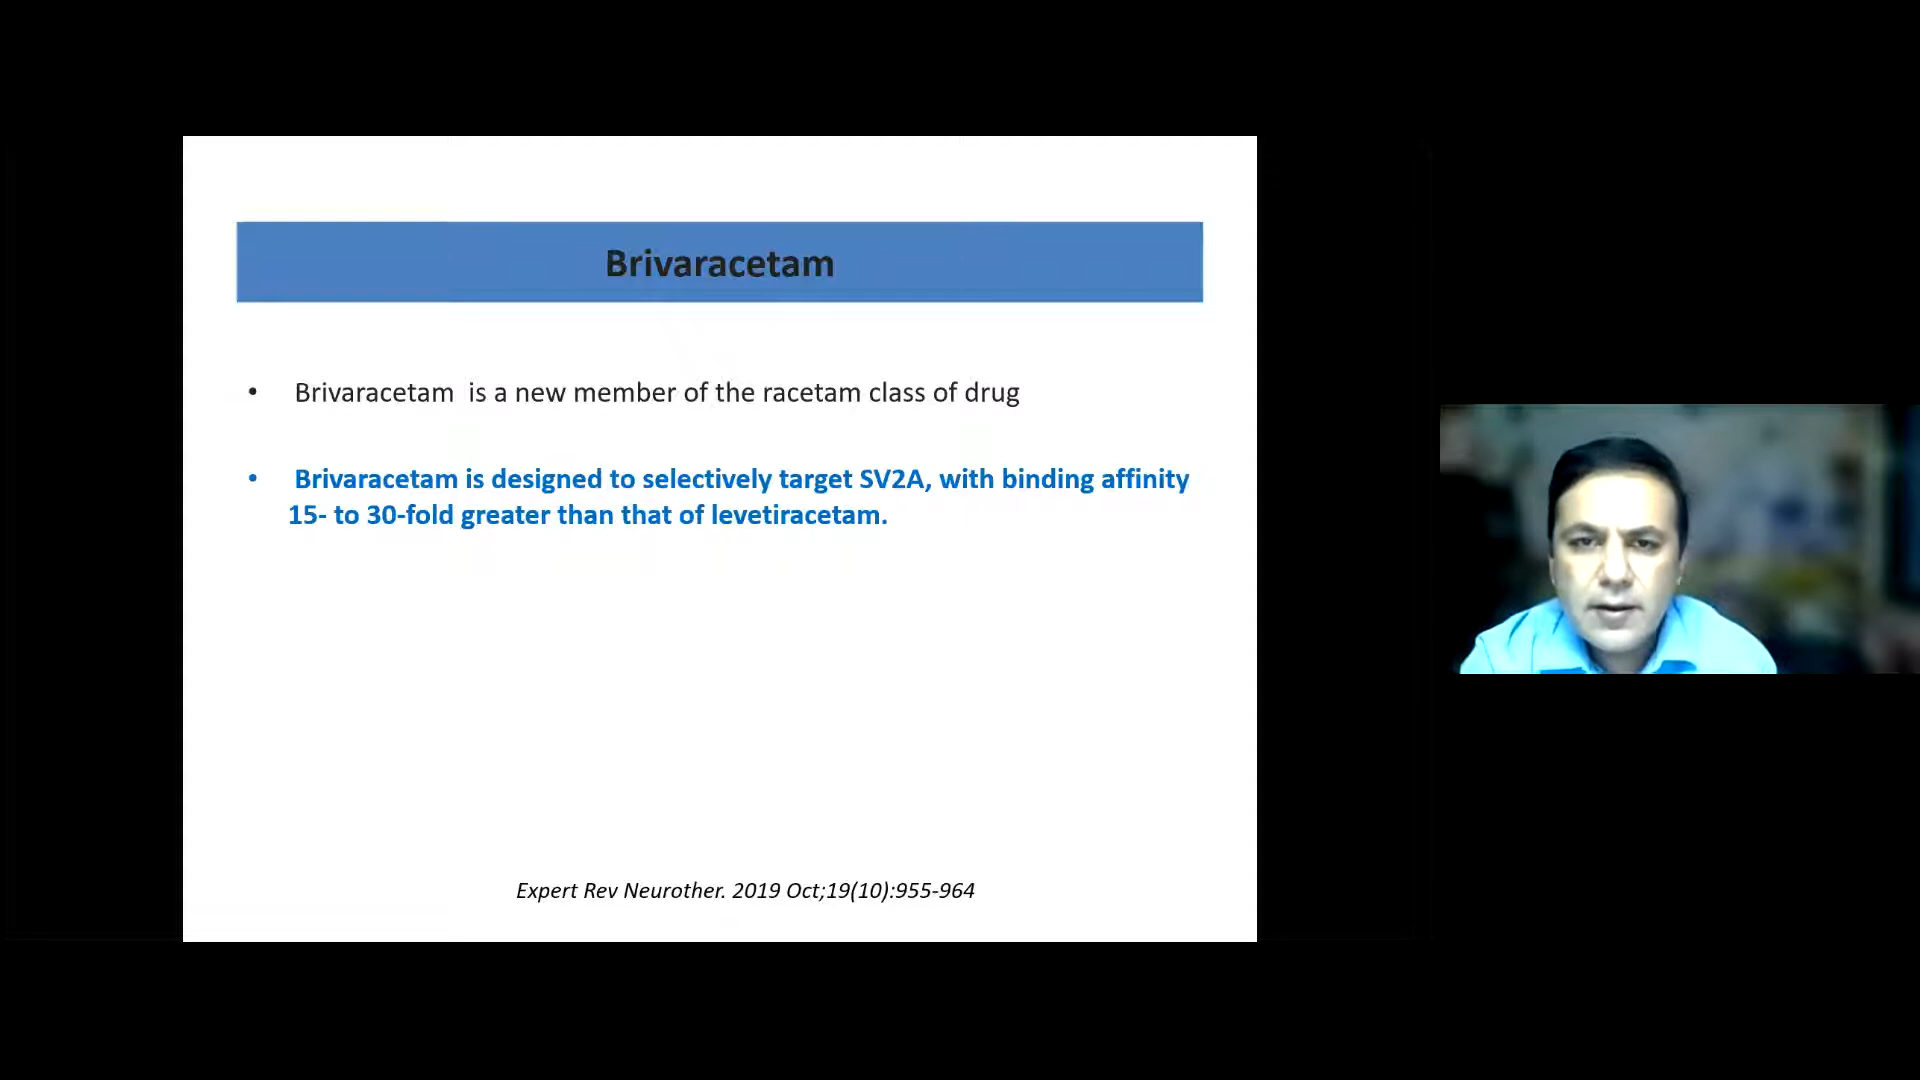 Brivaracetam
• Brivaracetam is a new member of the racetam class of drug
• Brivaracetam is designed to selectively target SV2A, with binding affinity
15- to 30-fold greater than that of levetiracetam.
Expert Rev Neurother. 2019 Oct;19(10):955-964